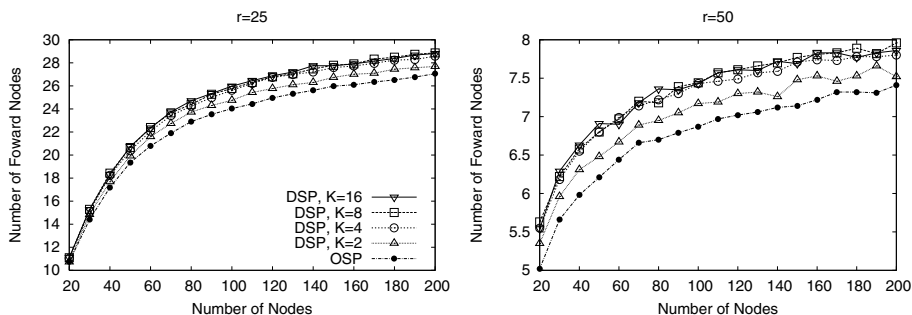 r=25
30
28
26
24
22
20
18
16
14
12
10
Number of Foward Nodes
DSP, K=16
DSP, K=8
DSP, K=4
DSP, K=2
OSP
20 40 60 80 100 120 140 160 180 200
Number of Nodes
r=50
8
7.5
7
6.5
6
5.5
5
Number of Foward Nodes
20 40 60 80 100 120 140 160 180 200
Number of Nodes